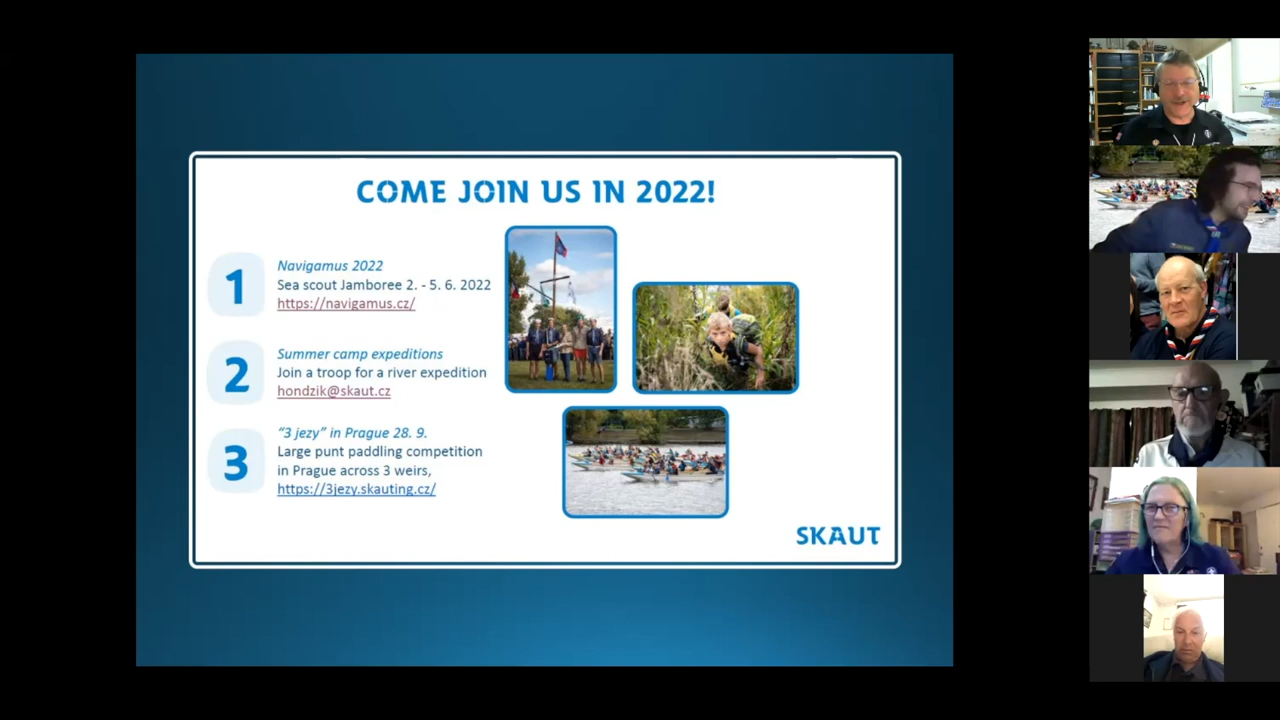 COME JOIN US IN 2022!
1
Navigamus 2022
Sea scout Jamboree 2. - 5. 6. 2022
https://navigamus.cz/
2
Summer camp expeditions
Join a troop for a river expedition
hondzik@skaut.cz
3
"3 jezy" in Prague 28. 9.
Large punt paddling competition
in Prague across 3 weirs,
https://3jezy.skauting.cz/
SKAUT